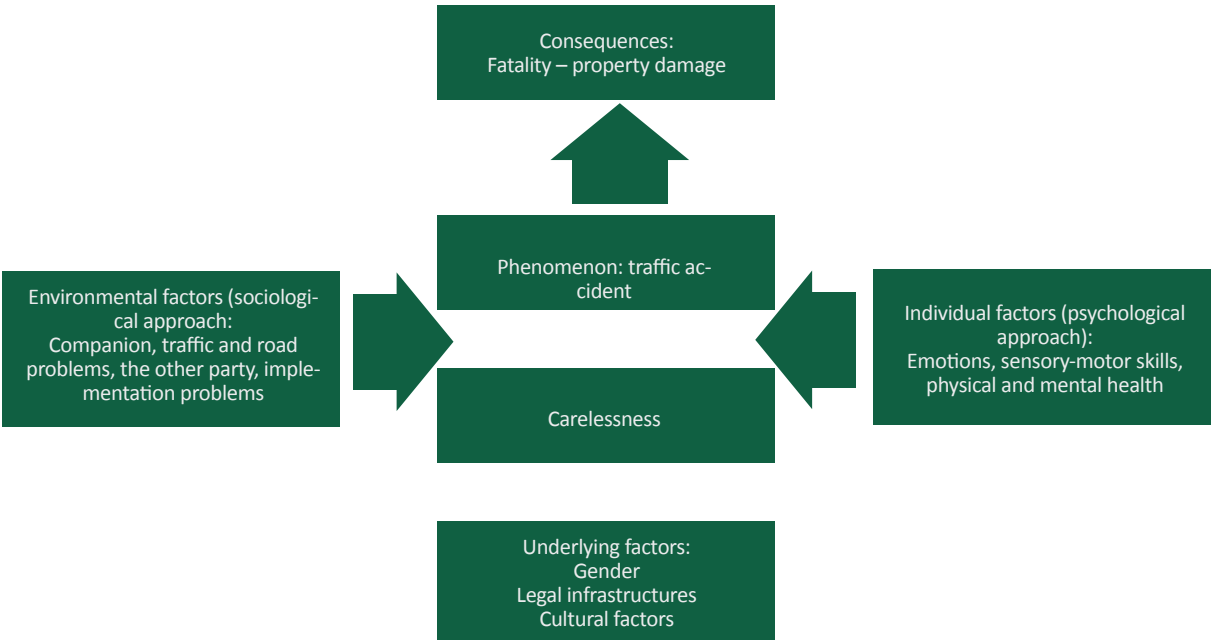 Consequences:
Fatality – property damage
Phenomenon: traffic ac-
cident
Environmental factors (sociologi-
cal approach:
Companion, traffic and road
problems, the other party, imple-
mentation problems
Individual factors (psychological
approach):
Emotions, sensory-motor skills,
physical and mental health
Carelessness
Underlying factors:
Gender
Legal infrastructures
Cultural factors